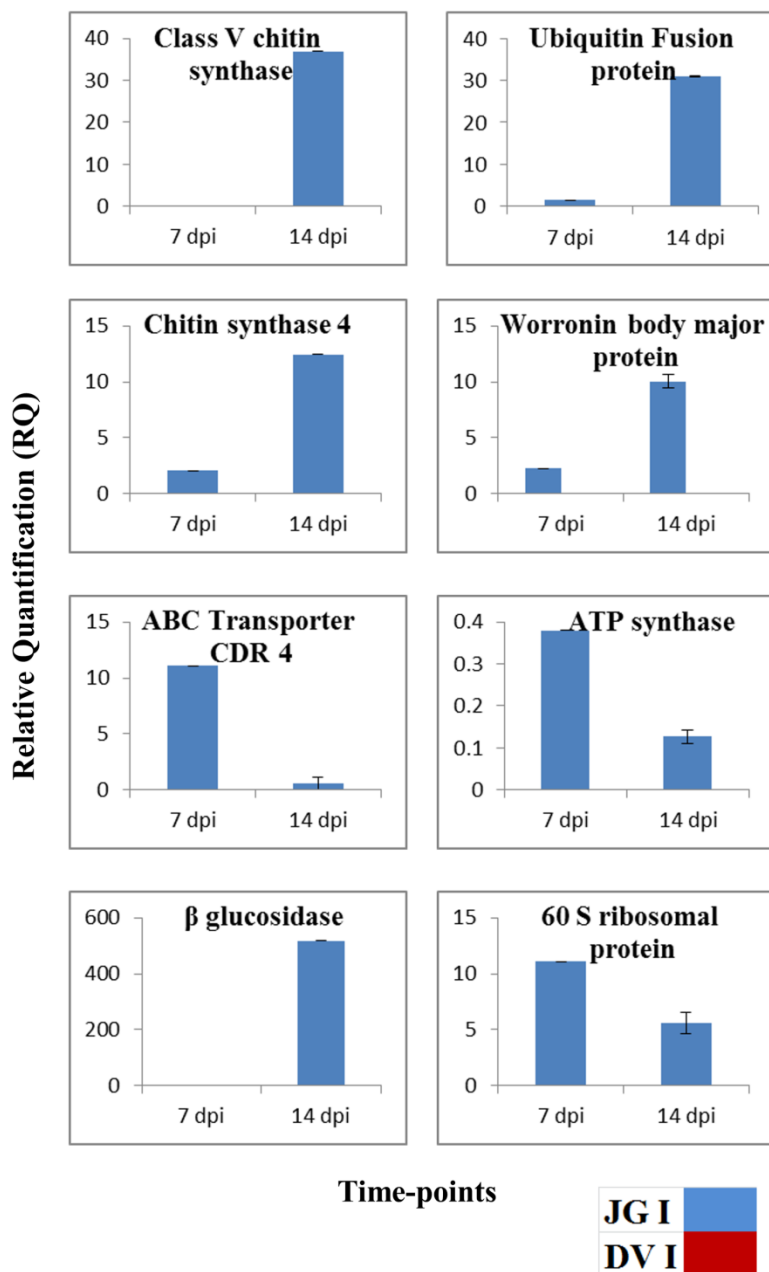 Relative Quantification (RQ)
Class V chitin
synthase
40
30
20
10
0
7 dpi 14 dpi
Ubiquitin Fusion
protein
40
30
20
10
0
7 dpi 14 dpi
Chitin synthase 4
15
10
5
0
7 dpi 14 dpi
Worronin body major
protein
15
10
5
0
7 dpi 14 dpi
ABC Transporter
CDR 4
15
10
5
0
7 dpi 14 dpi
ATP synthase
0.4
0.3
0.2
0.1
0
7 dpi 14 dpi
β glucosidase
600
400
200
0
7 dpi 14 dpi
60 S ribosomal
protein
15
10
5
0
7 dpi 14 dpi
Time-points
JG I
DV I